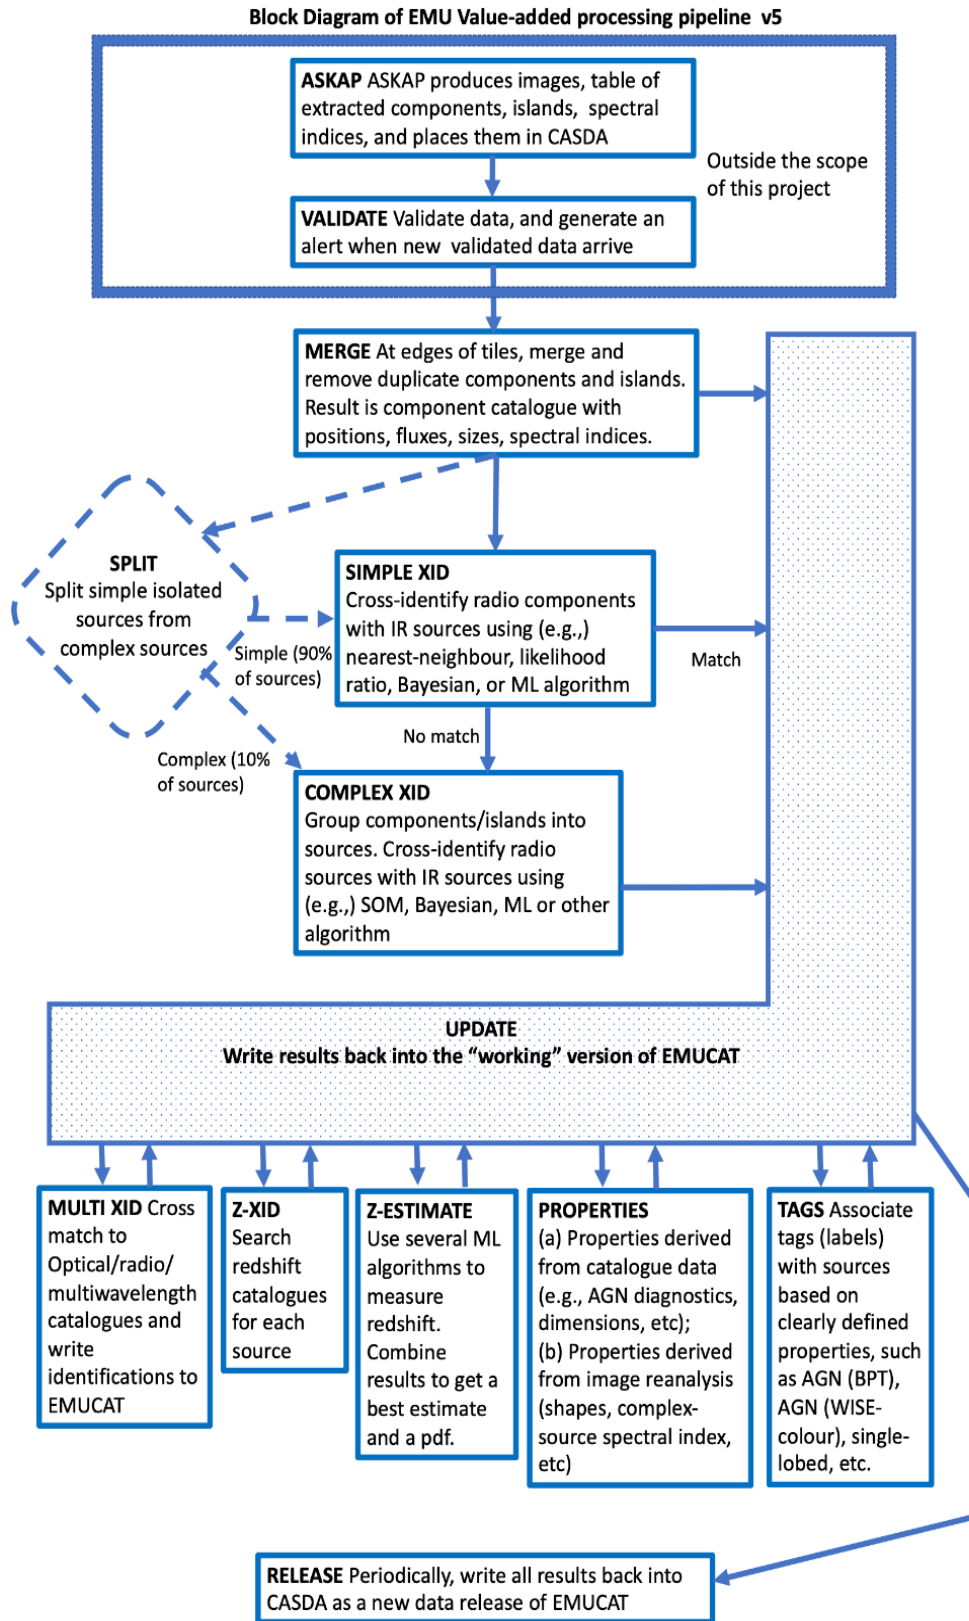 Block Diagram of EMU Value-added processing pipeline v5
ASKAP ASKAP produces images, table of
extracted components, islands, spectral
indices, and places them in CASDA
Outside the scope
of this project
VALIDATE Validate data, and generate an
alert when new validated data arrive
MERGE At edges of tiles, merge and
remove duplicate components and islands.
Result is component catalogue with
positions, fluxes, sizes, spectral indices.
SPLIT
Split simple isolated
sources from
complex sources
Simple (90%
of sources)
SIMPLE XID
Cross-identify radio components
with IR sources using (e.g.,)
nearest-neighbour, likelihood
ratio, Bayesian, or ML algorithm
Match
No match
Complex (10%
of sources)
COMPLEX XID
Group components/islands into
sources. Cross-identify radio
sources with IR sources using
(e.g.,) SOM, Bayesian, ML or other
algorithm
UPDATE
Write results back into the “working” version of EMUCAT
MULTI XID Cross
match to
Optical/radio/
multiwavelength
catalogues and
write
identifications to
EMUCAT
Z-XID
Search
redshift
catalogues
for each
source
Z-ESTIMATE
Use several ML
algorithms to
measure
redshift.
Combine
results to get a
best estimate
and a pdf.
PROPERTIES
(a) Properties derived
from catalogue data
(e.g., AGN diagnostics,
dimensions, etc);
(b) Properties derived
from image reanalysis
(shapes, complex-
source spectral index,
etc)
TAGS Associate
tags (labels)
with sources
based on
clearly defined
properties, such
as AGN (BPT),
AGN (WISE-
colour), single-
lobed, etc.
RELEASE Periodically, write all results back into
CASDA as a new data release of EMUCAT